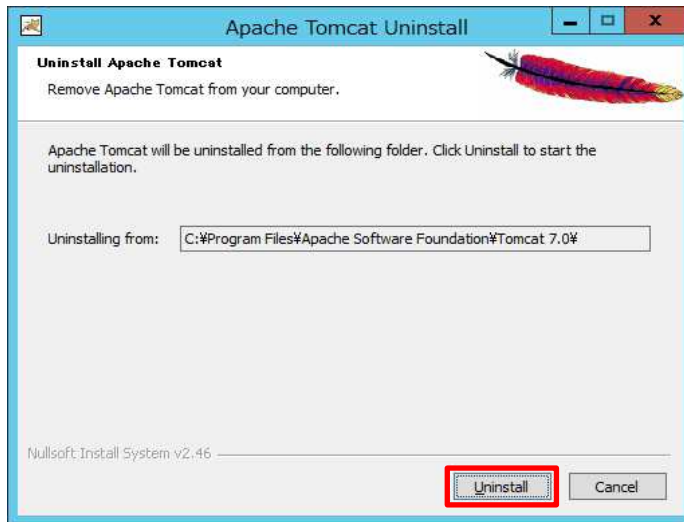 Apache Tomcat Uninstall
Uninstall Apache Tomcat
Remove Apache Tomcat from your computer.
Apache Tomcat will be uninstalled from the following folder. Click Uninstall to start the
uninstallation.
Uninstalling from: C:¥Program Files¥Apache Software Foundation¥Tomcat 7.0¥
Nullsoft Install System v2.46
Uninstall Cancel